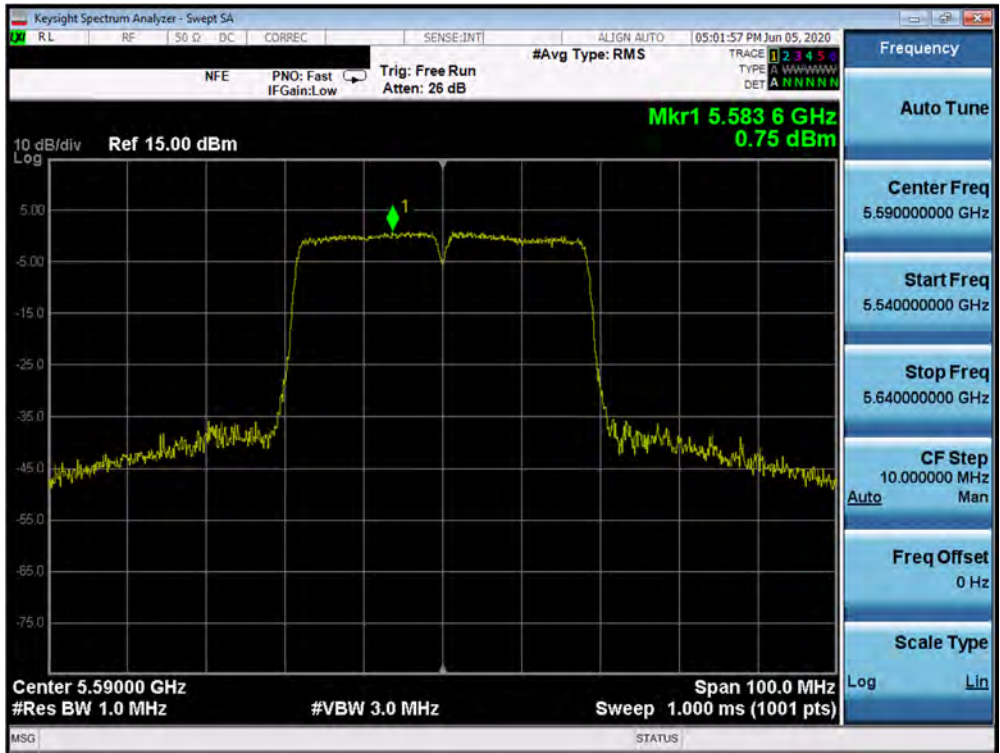 Keysight Spectrum Analyzer - Swept SA
LXI RL RF 50 Ω DC CORREC SENSE:INT ALIGN AUTO 05:01:57 PM Jun 05, 2020
NFE PNO: Fast Trig: Free Run #Avg Type: RMS TRACE 1 2 3 4 5 6
IFGain:Low Atten: 26 dB TYPE A WWWWW
DET A N N N N N
Mkr1 5.583 6 GHz
0.75 dBm
10 dB/div Ref 15.00 dBm
Log
1
5.00
-5.00
-15.0
-25.0
-35.0
-45.0
-55.0
-65.0
-75.0
Center 5.59000 GHz Span 100.0 MHz
#Res BW 1.0 MHz #VBW 3.0 MHz Sweep 1.000 ms (1001 pts)
MSG STATUS
Frequency
Auto Tune
Center Freq
5.590000000 GHz
Start Freq
5.540000000 GHz
Stop Freq
5.640000000 GHz
CF Step
10.000000 MHz
Auto Man
Freq Offset
0 Hz
Scale Type
Log Lin